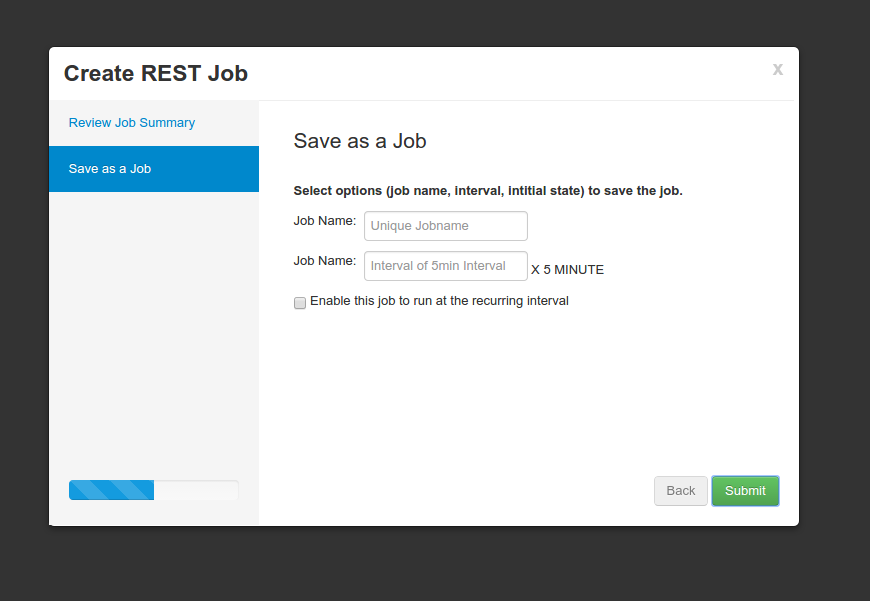 Create REST Job
x
Review Job Summary
Save as a Job
Save as a Job
Select options (job name, interval, intitial state) to save the job.
Job Name: Unique Jobname
Job Name: Interval of 5min Interval X 5 MINUTE
Enable this job to run at the recurring interval
Back Submit